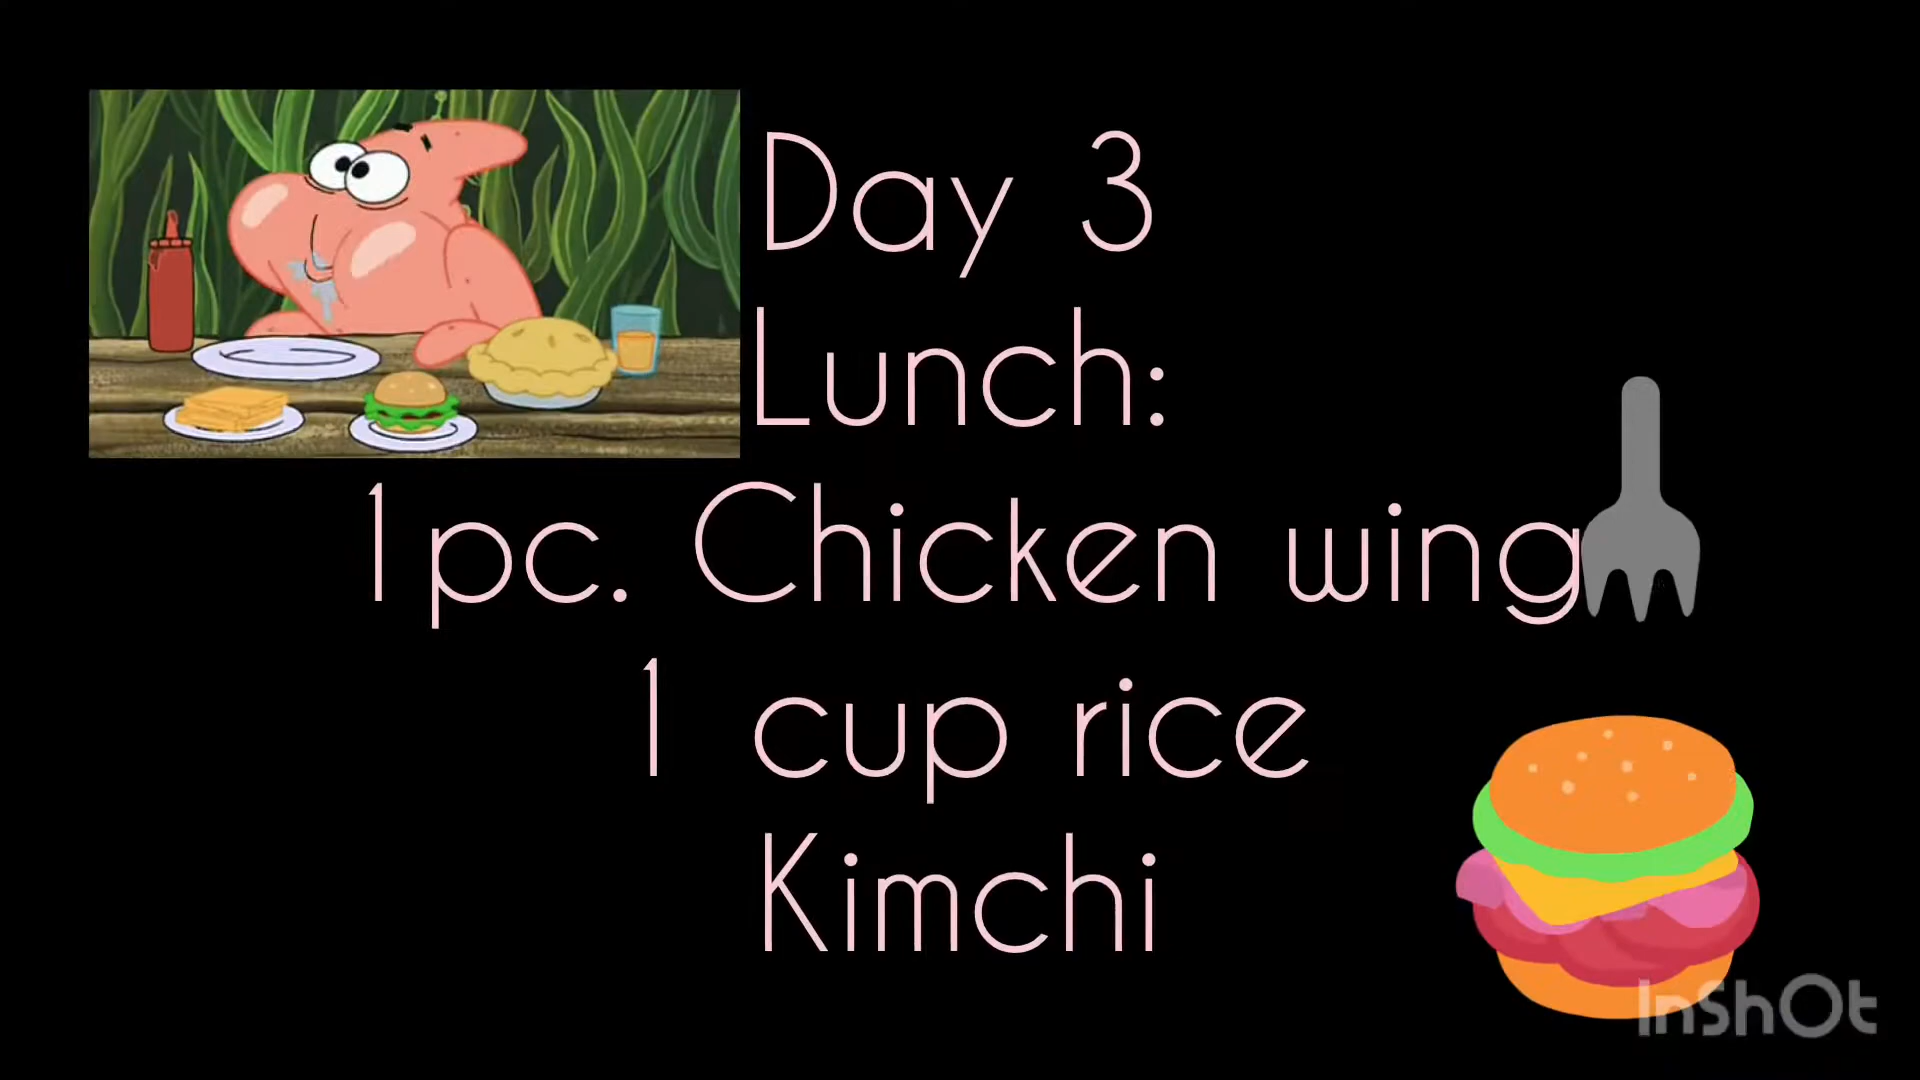 Day 3
Lunch:
1pc. Chicken wing
1 cup rice
Kimchi
InShOt